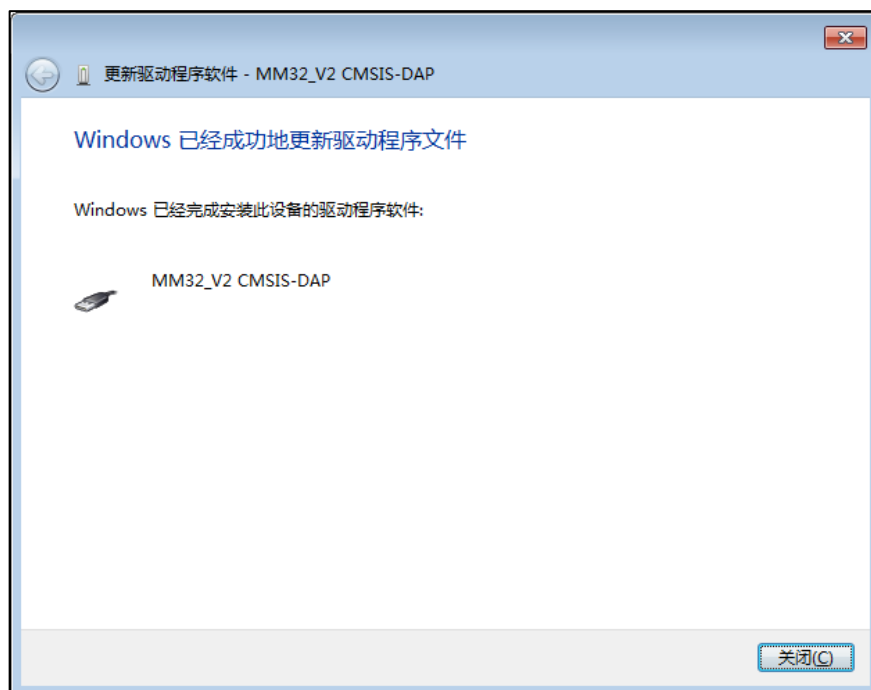 更新驱动程序软件 - MM32_V2 CMSIS-DAP
Windows 已经成功地更新驱动程序文件
Windows 已经完成安装此设备的驱动程序软件:
MM32_V2 CMSIS-DAP
关闭(C)